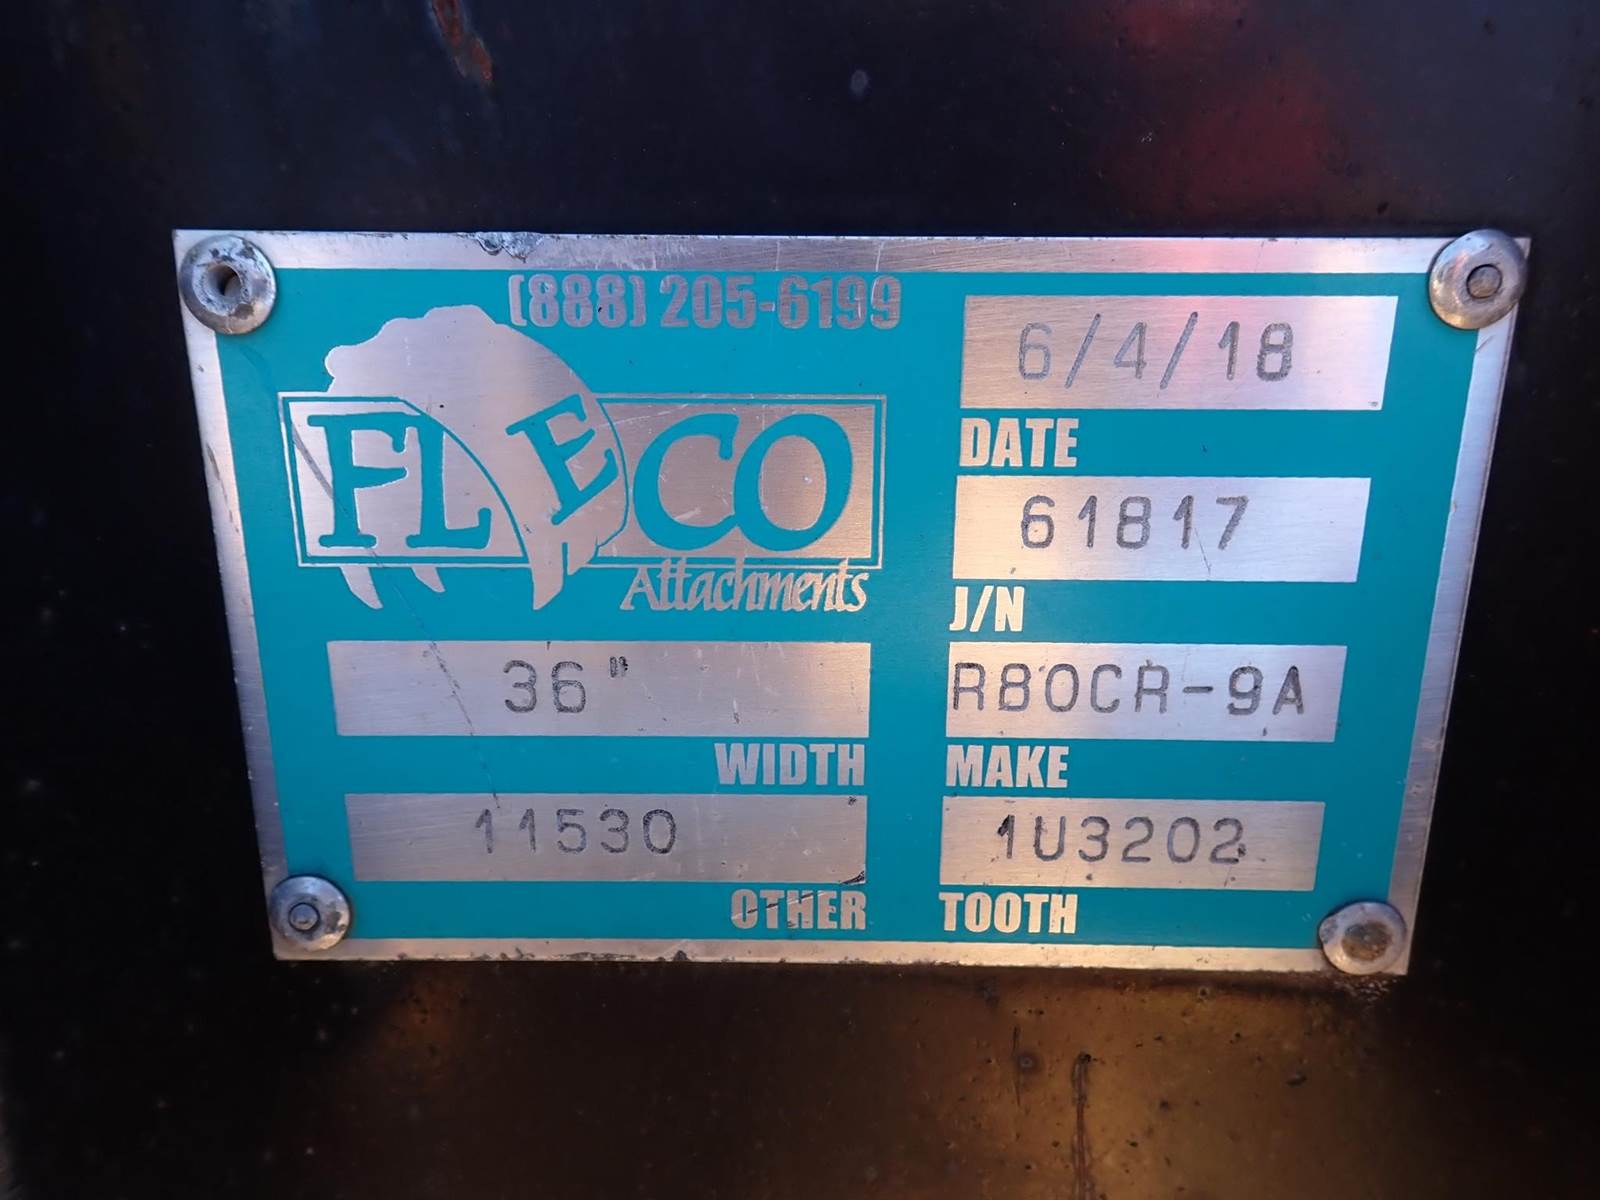 (888) 205-6199
FLECO
Attachments
6/4/18
DATE
61817
J/N
36"
WIDTH
R80CR-9A
MAKE
11530
OTHER
1U3202
TOOTH